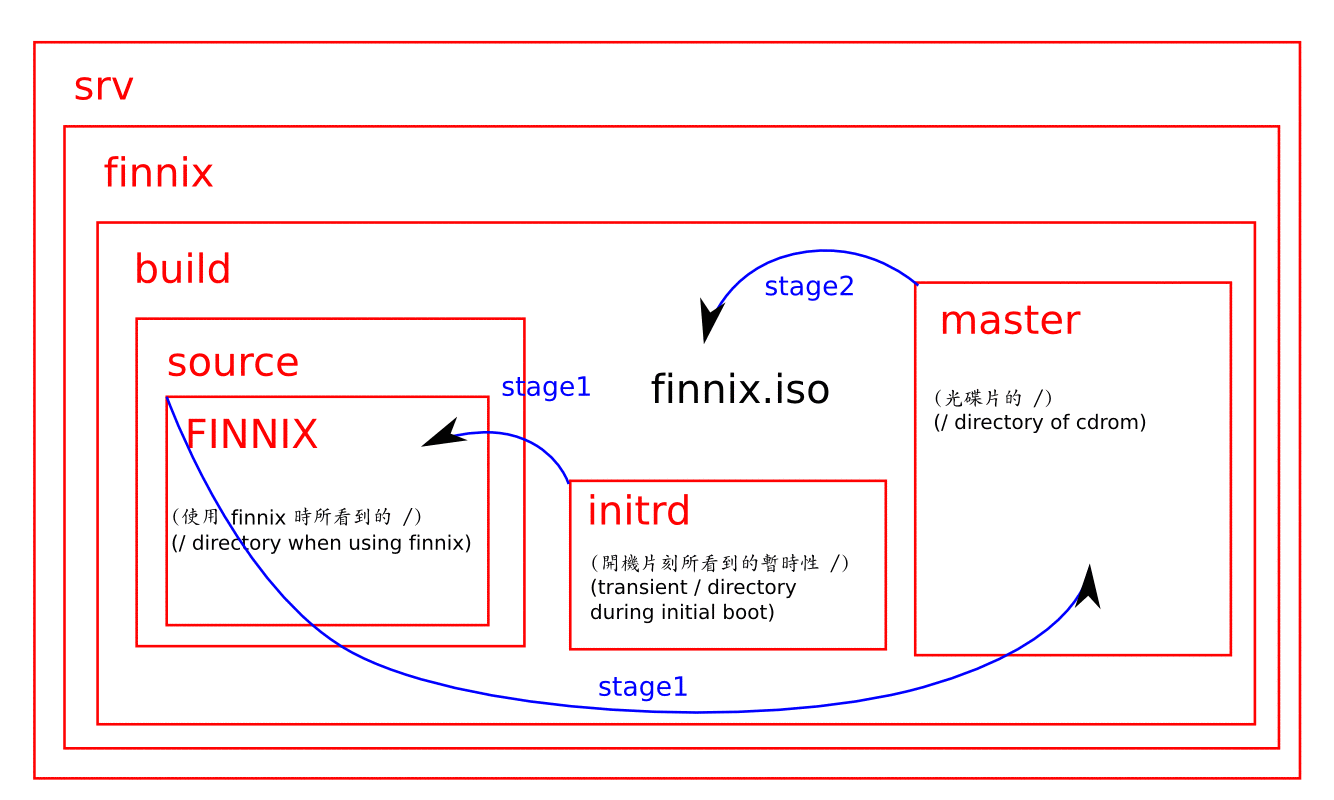 srv
finnix
build
source
FINNIX
(使用 finnix 時所看到的 /)
(/ directory when using finnix)
stage1
stage2
finnix.iso
initrd
(開機片刻所看到的暫時性 /)
(transient / directory
during initial boot)
master
(光碟片的 /)
(/ directory of cdrom)
stage1